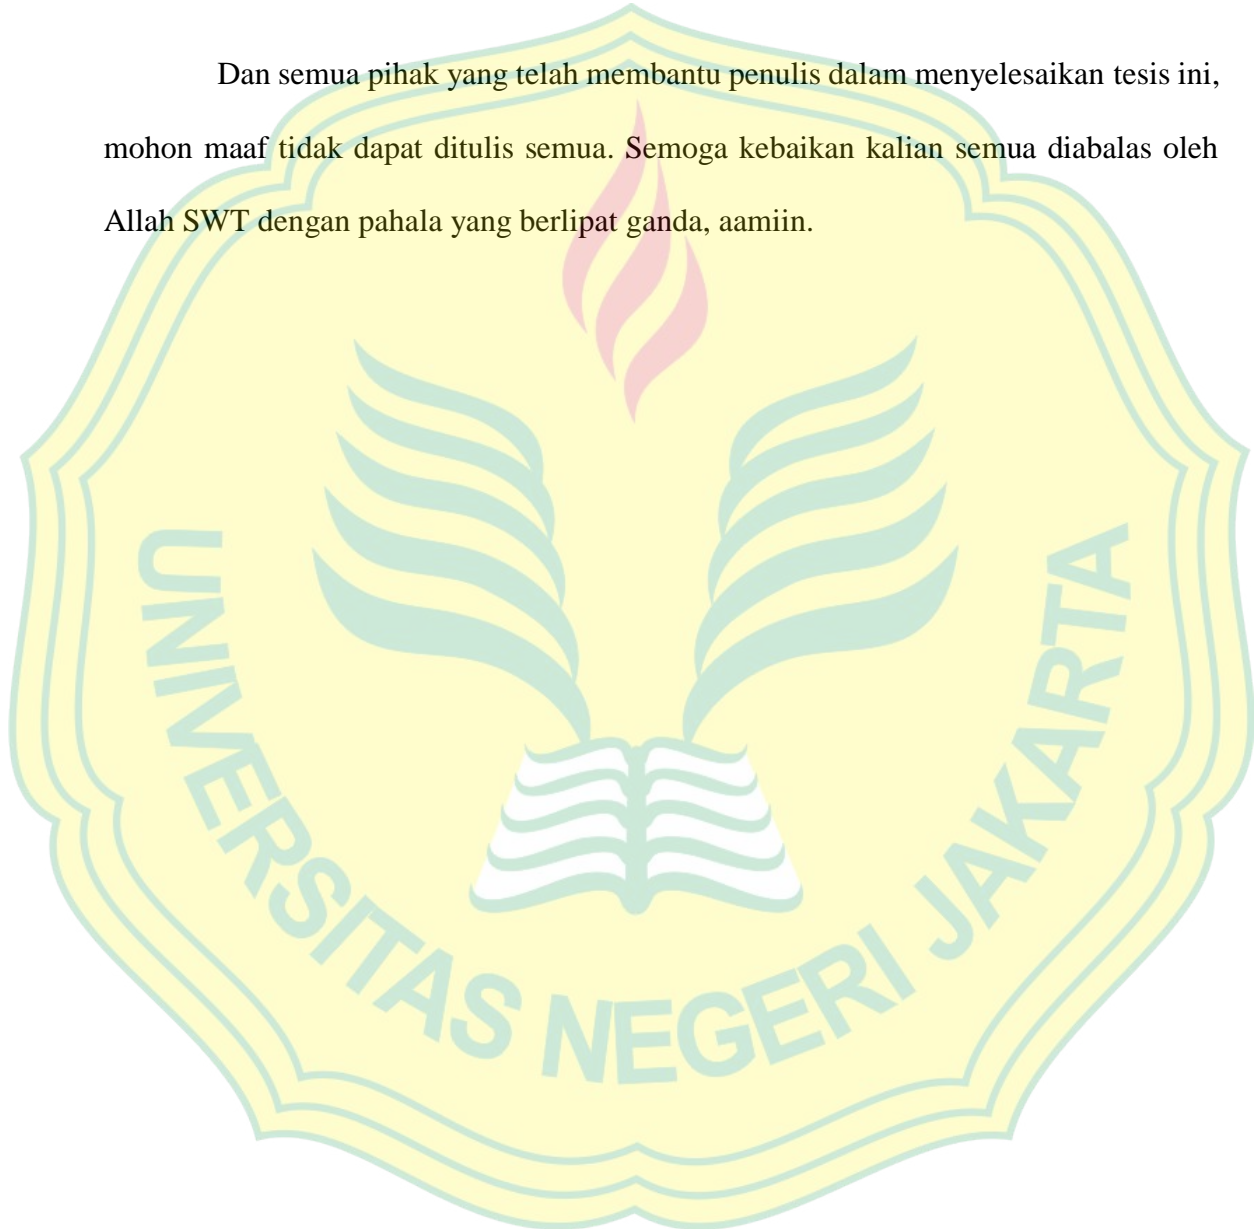 Dan semua pihak yang telah membantu penulis dalam menyelesaikan tesis ini,
mohon maaf tidak dapat ditulis semua. Semoga kebaikan kalian semua diabalas oleh
Allah SWT dengan pahala yang berlipat ganda, aamiin.
UNIVERSITAS NEGERI JAKARTA